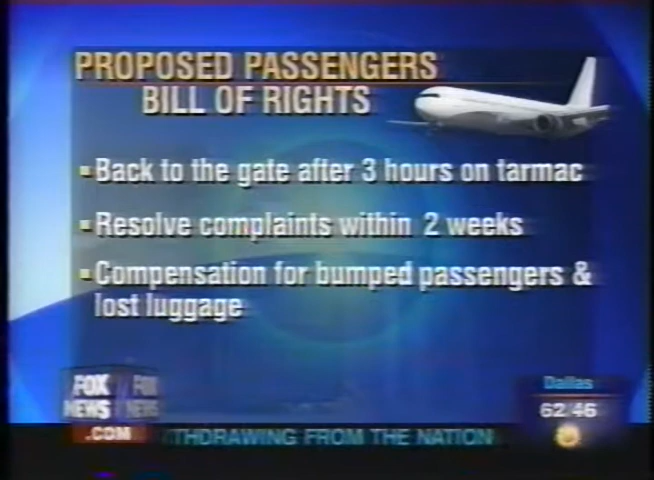 PROPOSED PASSENGERS
BILL OF RIGHTS
Back to the gate after 3 hours on tarmac
Resolve complaints within 2 weeks
Compensation for bumped passengers &
lost luggage
FOX FOX
NEWS NEWS
.COM
THDRAWING FROM THE NATION
Dallas
62 46